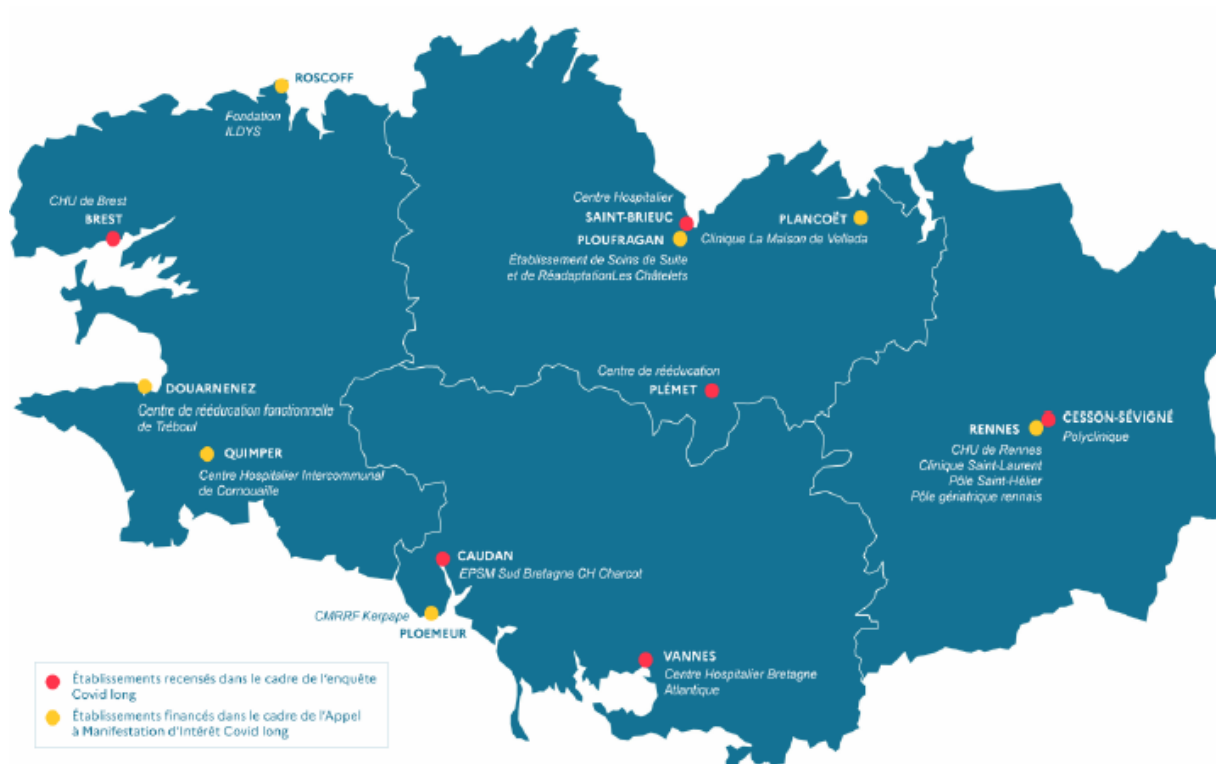 ROSCOFF
Fondation
ILDYS
CHU de Brest
BREST
Centre Hospitalier
SAINT-BRIEUC
PLOUFRAGAN
Établissement de Soins de Suite
et de RéadaptationLes Châtelets
PLANCOËT
Clinique La Maison de Velleda
DOUARNENEZ
Centre de rééducation fonctionnelle
de Tréboul
QUIMPER
Centre Hospitalier Intercommunal
de Cornouaille
Centre de rééducation
PLÉMET
CESSON-SÉVIGNÉ
Polyclinique
RENNES
CHU de Rennes
Clinique Saint-Laurent
Pôle Saint-Hélier
Pôle gériatrique rennais
CAUDAN
EPSM Sud Bretagne CH Charcot
CMRRF Kerpape
PLOEMEUR
VANNES
Centre Hospitalier Bretagne
Atlantique
Établissements recensés dans le cadre de l'enquête
Covid long
Établissements financés dans le cadre de l'Appel
à Manifestation d'Intérêt Covid long